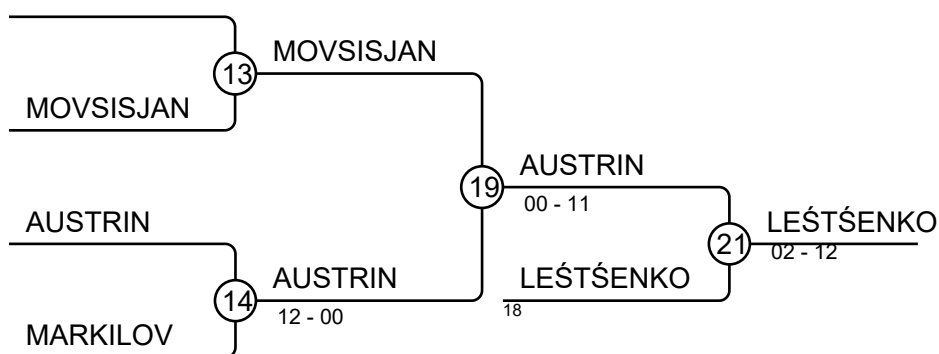 MOVSISJAN
13
MOVSISJAN
AUSTRIN
19
00 - 11
AUSTRIN
LEŚTŚENKO
21
02 - 12
LEŚTŚENKO
18
AUSTRIN
14
12 - 00
MARKILOV